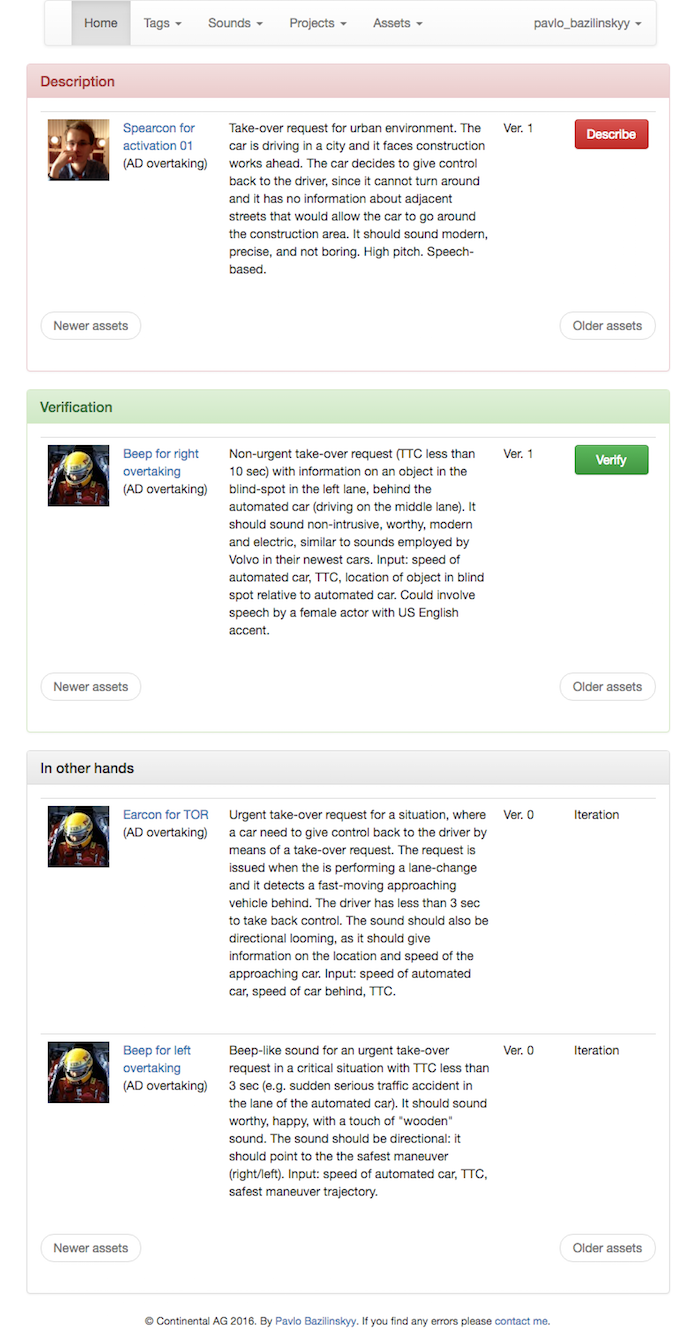 Home Tags Sounds Projects Assets pavlo_bazilinskyy
Description
Spearcon for
activation 01
(AD overtaking)
Take-over request for urban environment. The
car is driving in a city and it faces construction
works ahead. The car decides to give control
back to the driver, since it cannot turn around
and it has no information about adjacent
streets that would allow the car to go around
the construction area. It should sound modern,
precise, and not boring. High pitch. Speech-
based.
Ver. 1
Describe
Newer assets
Older assets
Verification
Beep for right
overtaking
(AD overtaking)
Non-urgent take-over request (TTC less than
10 sec) with information on an object in the
blind-spot in the left lane, behind the
automated car (driving on the middle lane). It
should sound non-intrusive, worthy, modern
and electric, similar to sounds employed by
Volvo in their newest cars. Input: speed of
automated car, TTC, location of object in blind
spot relative to automated car. Could involve
speech by a female actor with US English
accent.
Ver. 1
Verify
Newer assets
Older assets
In other hands
Earcon for TOR
(AD overtaking)
Urgent take-over request for a situation, where
a car need to give control back to the driver by
means of a take-over request. The request is
issued when the is performing a lane-change
and it detects a fast-moving approaching
vehicle behind. The driver has less than 3 sec
to take back control. The sound should also be
directional looming, as it should give
information on the location and speed of the
approaching car. Input: speed of automated
car, speed of car behind, TTC.
Ver. 0
Iteration
Beep for left
overtaking
(AD overtaking)
Beep-like sound for an urgent take-over
request in a critical situation with TTC less than
3 sec (e.g. sudden serious traffic accident in
the lane of the automated car). It should sound
worthy, happy, with a touch of "wooden"
sound. The sound should be directional: it
should point to the the safest maneuver
(right/left). Input: speed of automated car, TTC,
safest maneuver trajectory.
Ver. 0
Iteration
Newer assets
Older assets
© Continental AG 2016. By Pavlo Bazilinskyy. If you find any errors please contact me.